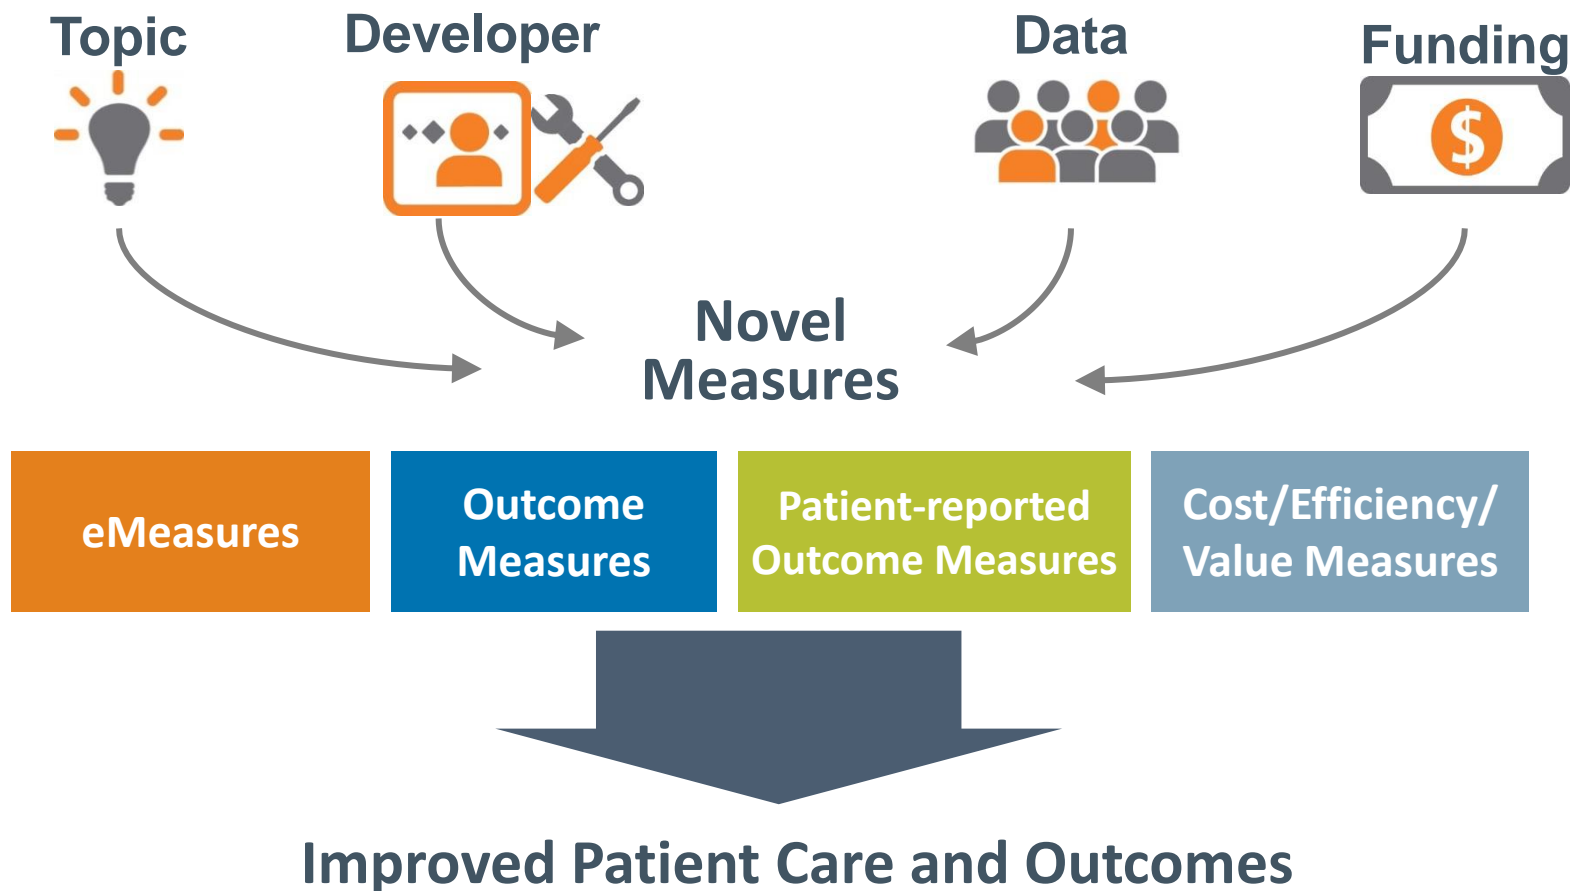 Topic
Developer
Data
Funding
$
Novel
Measures
eMeasures
Outcome
Measures
Patient-reported
Outcome Measures
Cost/Efficiency/
Value Measures
Improved Patient Care and Outcomes